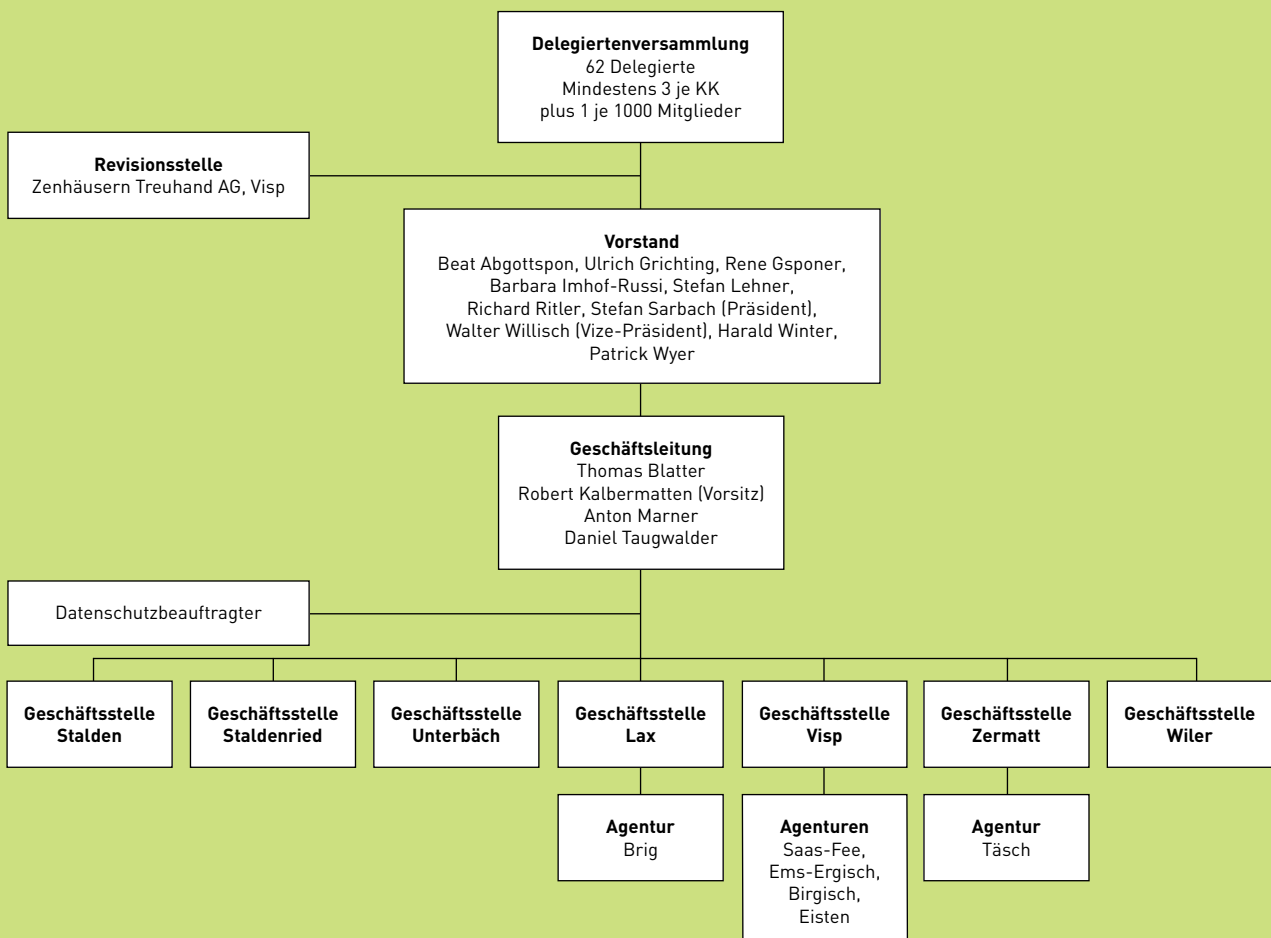 Delegiertenversammlung
62 Delegierte
Mindestens 3 je KK
plus 1 je 1000 Mitglieder
Revisionsstelle
Zenhäusern Treuhand AG, Visp
Vorstand
Beat Abgottspon, Ulrich Grichting, Rene Gsponer,
Barbara Imhof-Russi, Stefan Lehner,
Richard Ritler, Stefan Sarbach (Präsident),
Walter Willisch (Vize-Präsident), Harald Winter,
Patrick Wyer
Geschäftsleitung
Thomas Blatter
Robert Kalbermatten (Vorsitz)
Anton Marner
Daniel Taugwalder
Datenschutzbeauftragter
Geschäftsstelle
Stalden
Geschäftsstelle
Staldenried
Geschäftsstelle
Unterbäch
Geschäftsstelle
Lax
Geschäftsstelle
Visp
Geschäftsstelle
Zermatt
Geschäftsstelle
Wiler
Agentur
Brig
Agenturen
Saas-Fee,
Ems-Ergisch,
Birgisch,
Eisten
Agentur
Täsch